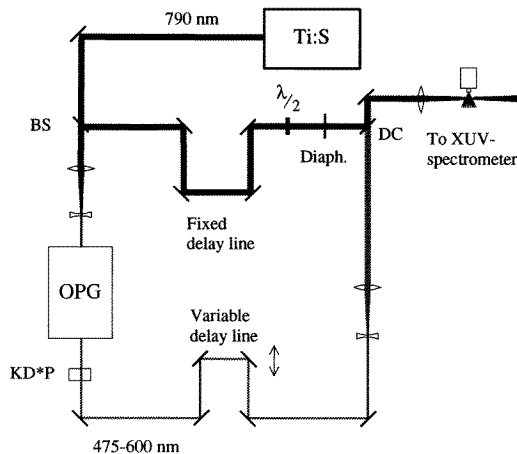 790 nm
Ti:S
λ/2
BS
Diaph.
DC
To XUV-
spectrometer
Fixed
delay line
OPG
Variable
delay line
KD*P
475-600 nm